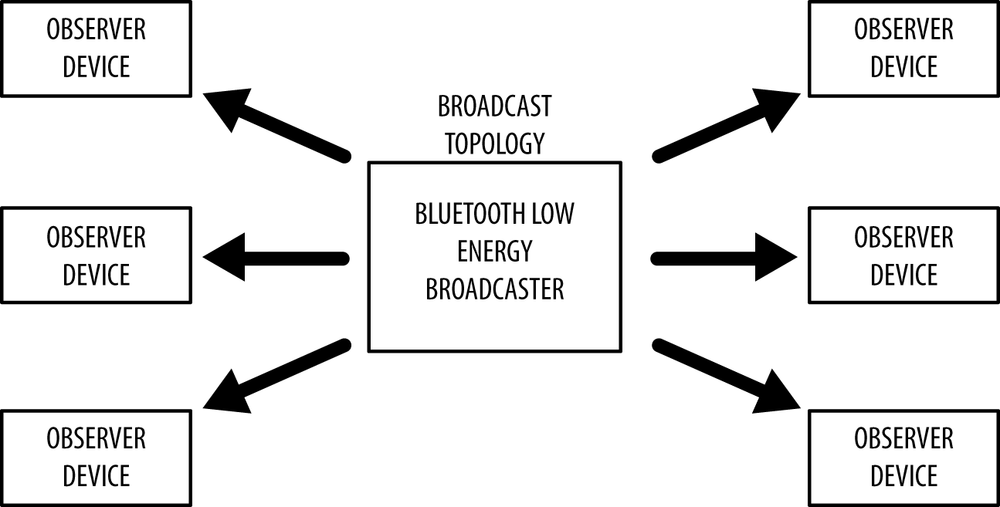 OBSERVER
DEVICE
OBSERVER
DEVICE
BROADCAST
TOPOLOGY
BLUETOOTH LOW
ENERGY
BROADCASTER
OBSERVER
DEVICE
OBSERVER
DEVICE
OBSERVER
DEVICE
OBSERVER
DEVICE